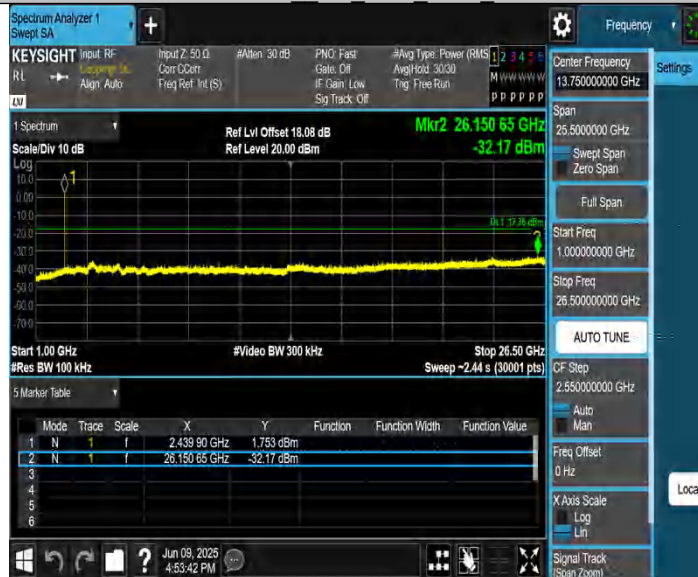 Spectrum Analyzer 1
Swept SA
+
Frequency
KEYSIGHT
Input: RF
Coupling: DC
Align: Auto
Input Z: 50 Ω
Corr CCorr
Freq Ref: Int (S)
#Atten: 30 dB
PNO: Fast
Gate: Off
IF Gain: Low
Sig Track: Off
#Avg Type: Power (RMS
Avg|Hold: 30/30
Trig: Free Run
1 2 3 4 5 6
M W W W W W
P P P P P P
R L
LXI
1 Spectrum
Scale/Div 10 dB
Ref Lvl Offset 18.08 dB
Ref Level 20.00 dBm
Mkr2 26.150 65 GHz
-32.17 dBm
Log
10.0
0.00
-10.0
-20.0
-30.0
-40.0
-50.0
-60.0
-70.0
1
2
Start 1.00 GHz
#Res BW 100 kHz
#Video BW 300 kHz
Stop 26.50 GHz
Sweep ~2.44 s (30001 pts)
5 Marker Table
Mode Trace Scale X Y Function Function Width Function Value
1 N 1 f 2.439 90 GHz 1.753 dBm
2 N 1 f 26.150 65 GHz -32.17 dBm
3
4
5
6
?
Jun 09, 2025
4:53:42 PM
Center Frequency
13.750000000 GHz
Span
25.5000000 GHz
Swept Span
Zero Span
Full Span
Start Freq
1.000000000 GHz
Stop Freq
26.500000000 GHz
AUTO TUNE
CF Step
2.550000000 GHz
Auto
Man
Freq Offset
0 Hz
X Axis Scale
Log
Lin
Signal Track
(Span Zoom)
Settings
Loca